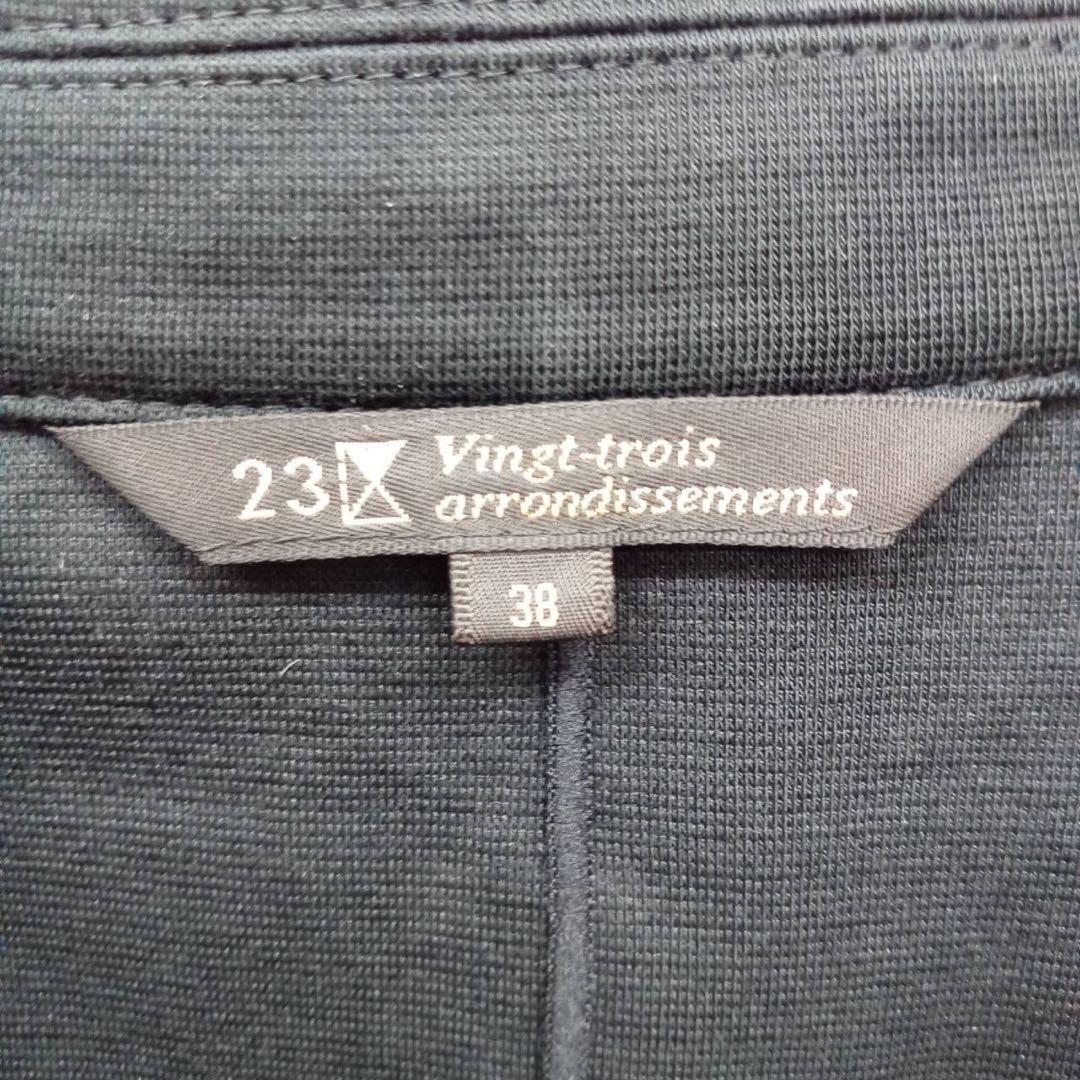 23 Vingt-trois
arrondissements
38